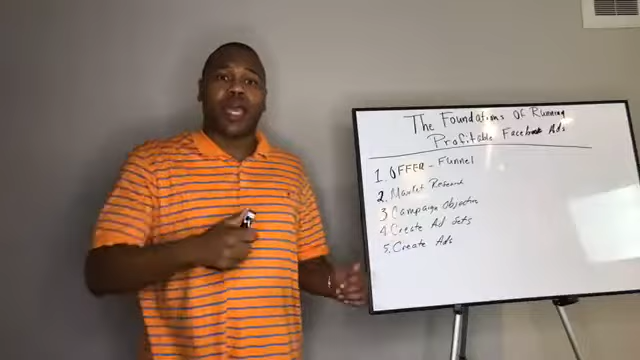 The Foundations Of Running
Profitable Facebook Ads
1. OFFER - Funnel
2. Market Research
3 Campaign Objective
4. Create Ad Sets
5. Create Ads